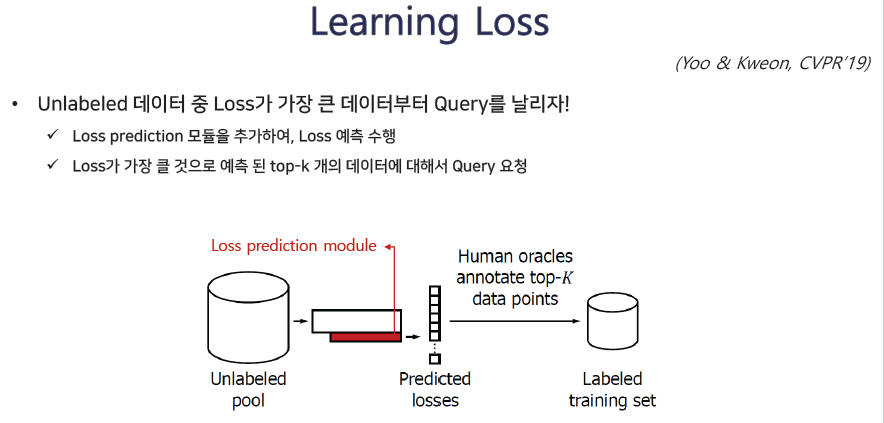 Learning Loss
(Yoo & Kweon, CVPR'19)
• Unlabeled 데이터 중 Loss가 가장 큰 데이터부터 Query를 날리자!
✓ Loss prediction 모듈을 추가하여, Loss 예측 수행
✓ Loss가 가장 클 것으로 예측 된 top-k 개의 데이터에 대해서 Query 요청
Loss prediction module
Human oracles
annotate top-K
data points
Unlabeled
pool
Predicted
losses
Labeled
training set